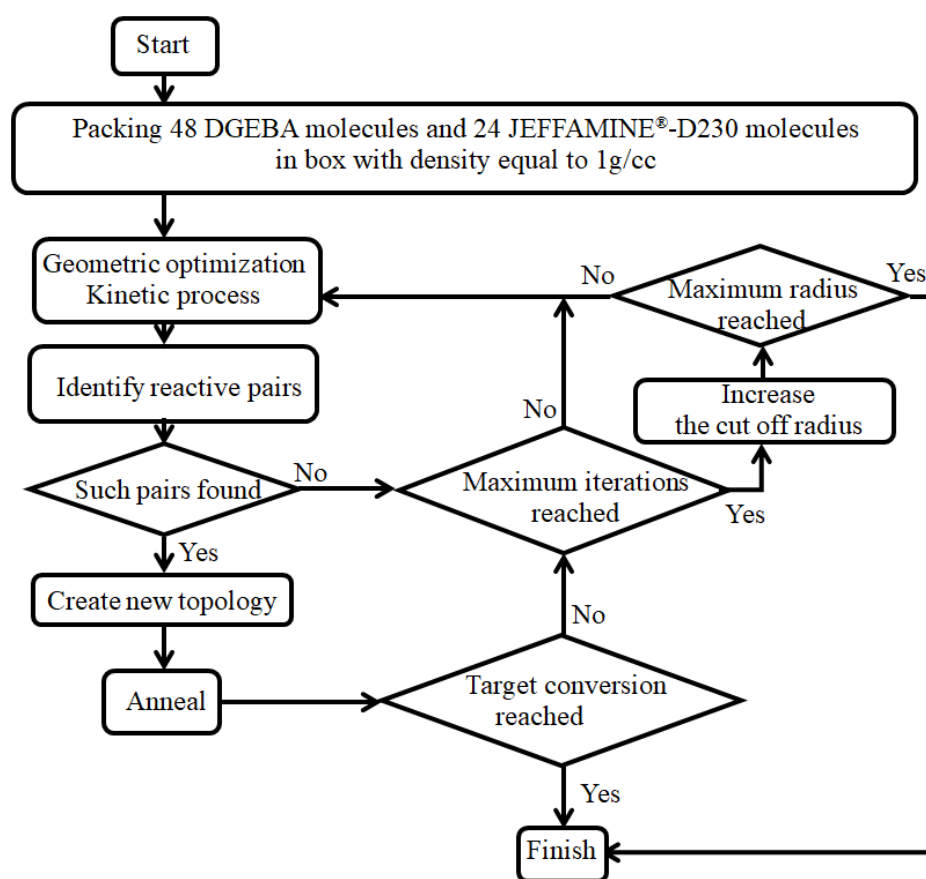 Start
Packing 48 DGEBA molecules and 24 JEFFAMINE®-D230 molecules
in box with density equal to 1g/cc
Geometric optimization
Kinetic process
No
Maximum radius
reached
Yes
Identify reactive pairs
Increase
the cut off radius
No
Such pairs found
No
Maximum iterations
reached
Yes
Yes
Create new topology
No
Anneal
Target conversion
reached
Yes
Finish